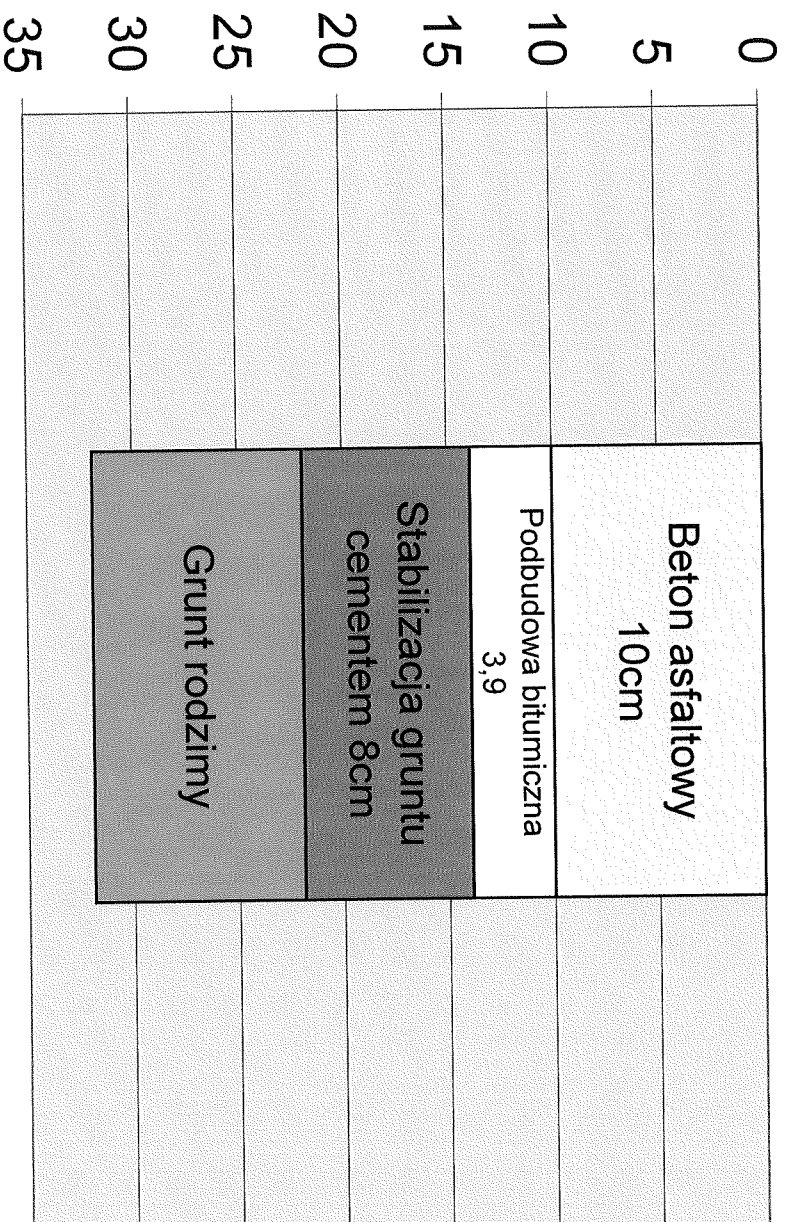 0
5
10
15
20
25
30
35
Beton asfaltowy
10cm
Podbudowa bitumiczna
3,9
Stabilizacja gruntu
cementem 8cm
Grunt rodzimy